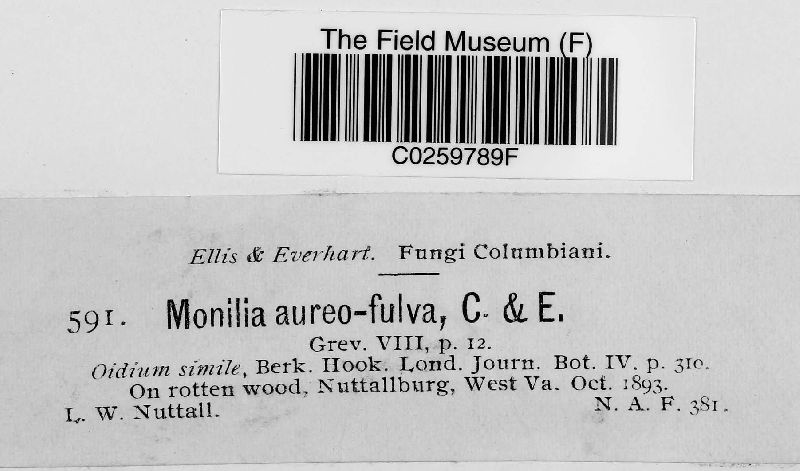 The Field Museum (F)
C0259789F
Ellis & Everhart. Fungi Columbiani.
591. Monilia aureo-fulva, C. & E.
Grev. VIII, p. 12.
Oidium simile, Berk. Hook. Lond. Journ. Bot. IV. p. 310.
On rotten wood, Nuttallburg, West Va. Oct. 1893.
L. W. Nuttall. N. A. F. 381.